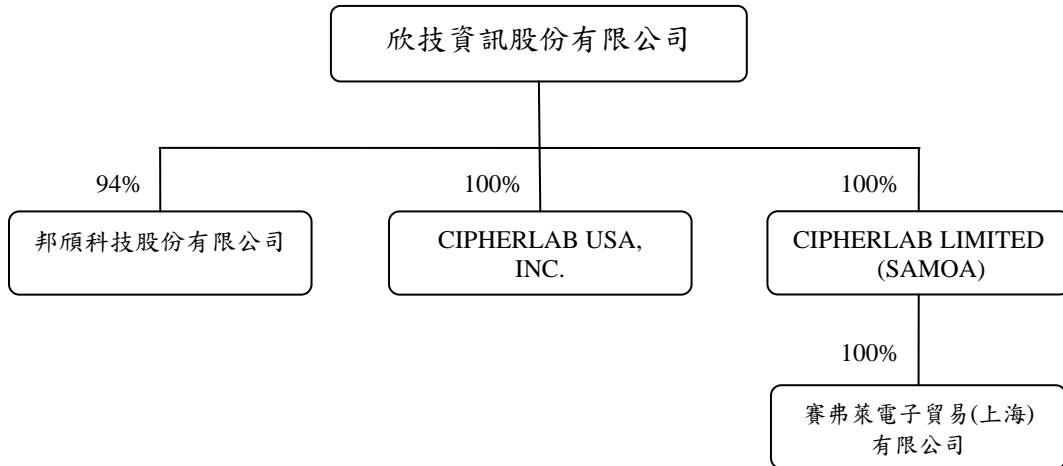 欣技資訊股份有限公司
94%
100%
100%
邦頎科技股份有限公司
CIPHERLAB USA,
INC.
CIPHERLAB LIMITED
(SAMOA)
100%
賽弗萊電子貿易(上海)
有限公司